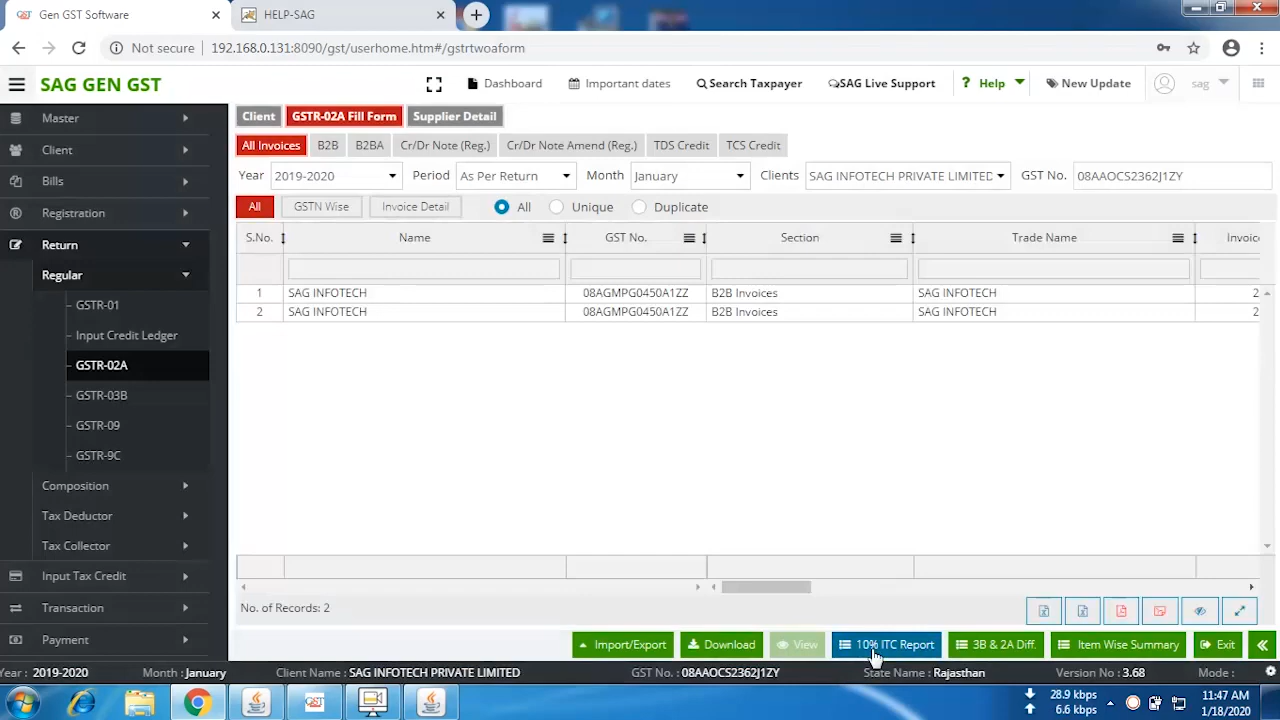 Gen GST Software
HELP-SAG
Not secure 192.168.0.131:8090/gst/userhome.htm#/gstrtwoaform
SAG GEN GST
Dashboard Important dates Search Taxpayer SAG Live Support ? Help New Update sag
Master
Client
Bills
Registration
Return
Regular
GSTR-01
Input Credit Ledger
GSTR-02A
GSTR-03B
GSTR-09
GSTR-9C
Composition
Tax Deductor
Tax Collector
Input Tax Credit
Transaction
Payment
Client GSTR-02A Fill Form Supplier Detail
All Invoices B2B B2BA Cr/Dr Note (Reg.) Cr/Dr Note Amend (Reg.) TDS Credit TCS Credit
Year 2019-2020 Period As Per Return Month January Clients SAG INFOTECH PRIVATE LIMITED GST No. 08AAOCS2362J1ZY
All GSTN Wise Invoice Detail All Unique Duplicate
S.No. Name GST No. Section Trade Name Invoic
1 SAG INFOTECH 08AGMPG0450A1ZZ B2B Invoices SAG INFOTECH 2
2 SAG INFOTECH 08AGMPG0450A1ZZ B2B Invoices SAG INFOTECH 2
No. of Records: 2
Import/Export Download View 10% ITC Report 3B & 2A Diff. Item Wise Summary Exit
Year : 2019-2020 Month : January Client Name : SAG INFOTECH PRIVATE LIMITED GST No. : 08AAOCS2362J1ZY State Name : Rajasthan Version No : 3.68 Mode :
28.9 kbps
6.6 kbps
11:47 AM
1/18/2020